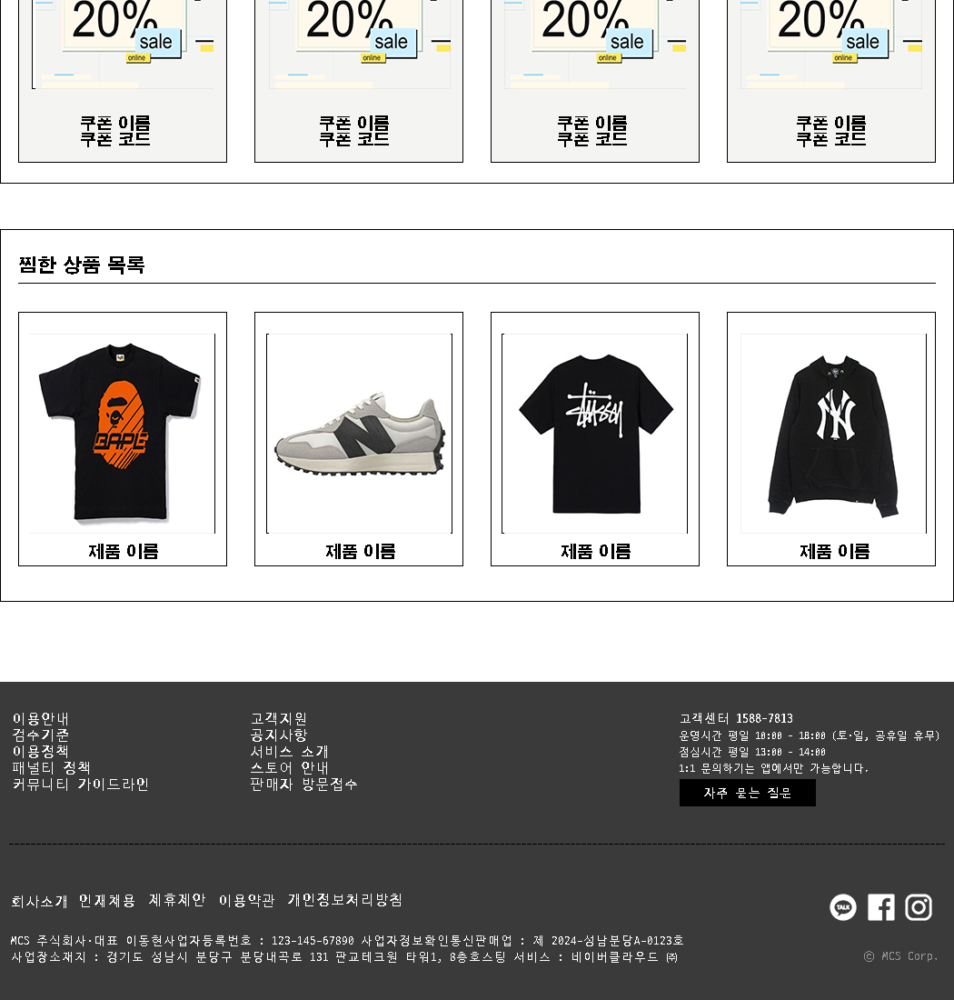 20% 20% 20% 20%
sale sale sale sale
online online online online
쿠폰 이름 쿠폰 이름 쿠폰 이름 쿠폰 이름
쿠폰 코드 쿠폰 코드 쿠폰 코드 쿠폰 코드
찜한 상품 목록
BAPE
N
STÜSSY
NY
제품 이름 제품 이름 제품 이름 제품 이름
이용안내
검수기준
이용정책
패널티 정책
커뮤니티 가이드라인
고객지원
공지사항
서비스 소개
스토어 안내
판매자 방문접수
고객센터 1588-7813
운영시간 평일 10:00 - 18:00 (토·일, 공휴일 휴무)
점심시간 평일 13:00 - 14:00
1:1 문의하기는 앱에서만 가능합니다.
자주 묻는 질문
회사소개 인재채용 제휴제안 이용약관 개인정보처리방침
TALK
MCS 주식회사·대표 이동현사업자등록번호 : 123-145-67890 사업자정보확인통신판매업 : 제 2024-성남분당A-0123호
사업장소재지 : 경기도 성남시 분당구 분당내곡로 131 판교테크원 타워1, 8층호스팅 서비스 : 네이버클라우드 ㈜
© MCS Corp.